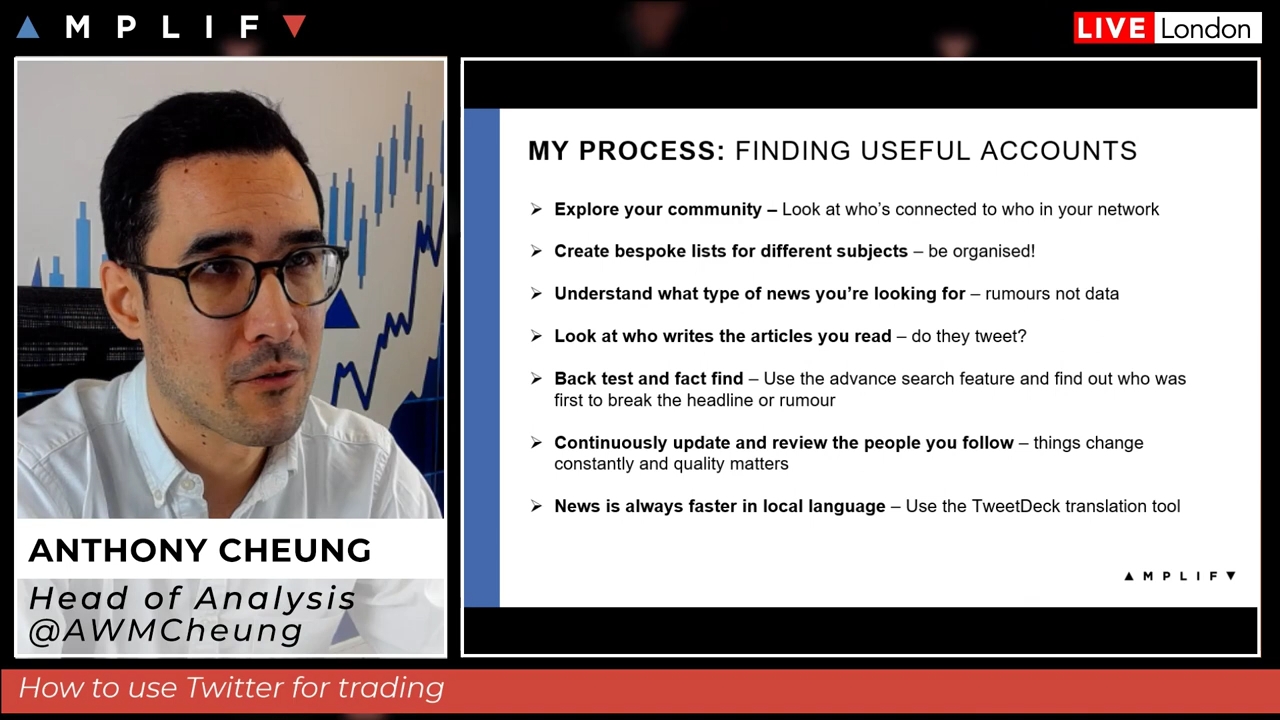 ▲ M P L I F ▼
LIVE London
MY PROCESS: FINDING USEFUL ACCOUNTS
➢ Explore your community – Look at who’s connected to who in your network
➢ Create bespoke lists for different subjects – be organised!
➢ Understand what type of news you’re looking for – rumours not data
➢ Look at who writes the articles you read – do they tweet?
➢ Back test and fact find – Use the advance search feature and find out who was
first to break the headline or rumour
➢ Continuously update and review the people you follow – things change
constantly and quality matters
➢ News is always faster in local language – Use the TweetDeck translation tool
▲ M P L I F ▼
ANTHONY CHEUNG
Head of Analysis
@AWMCheung
How to use Twitter for trading